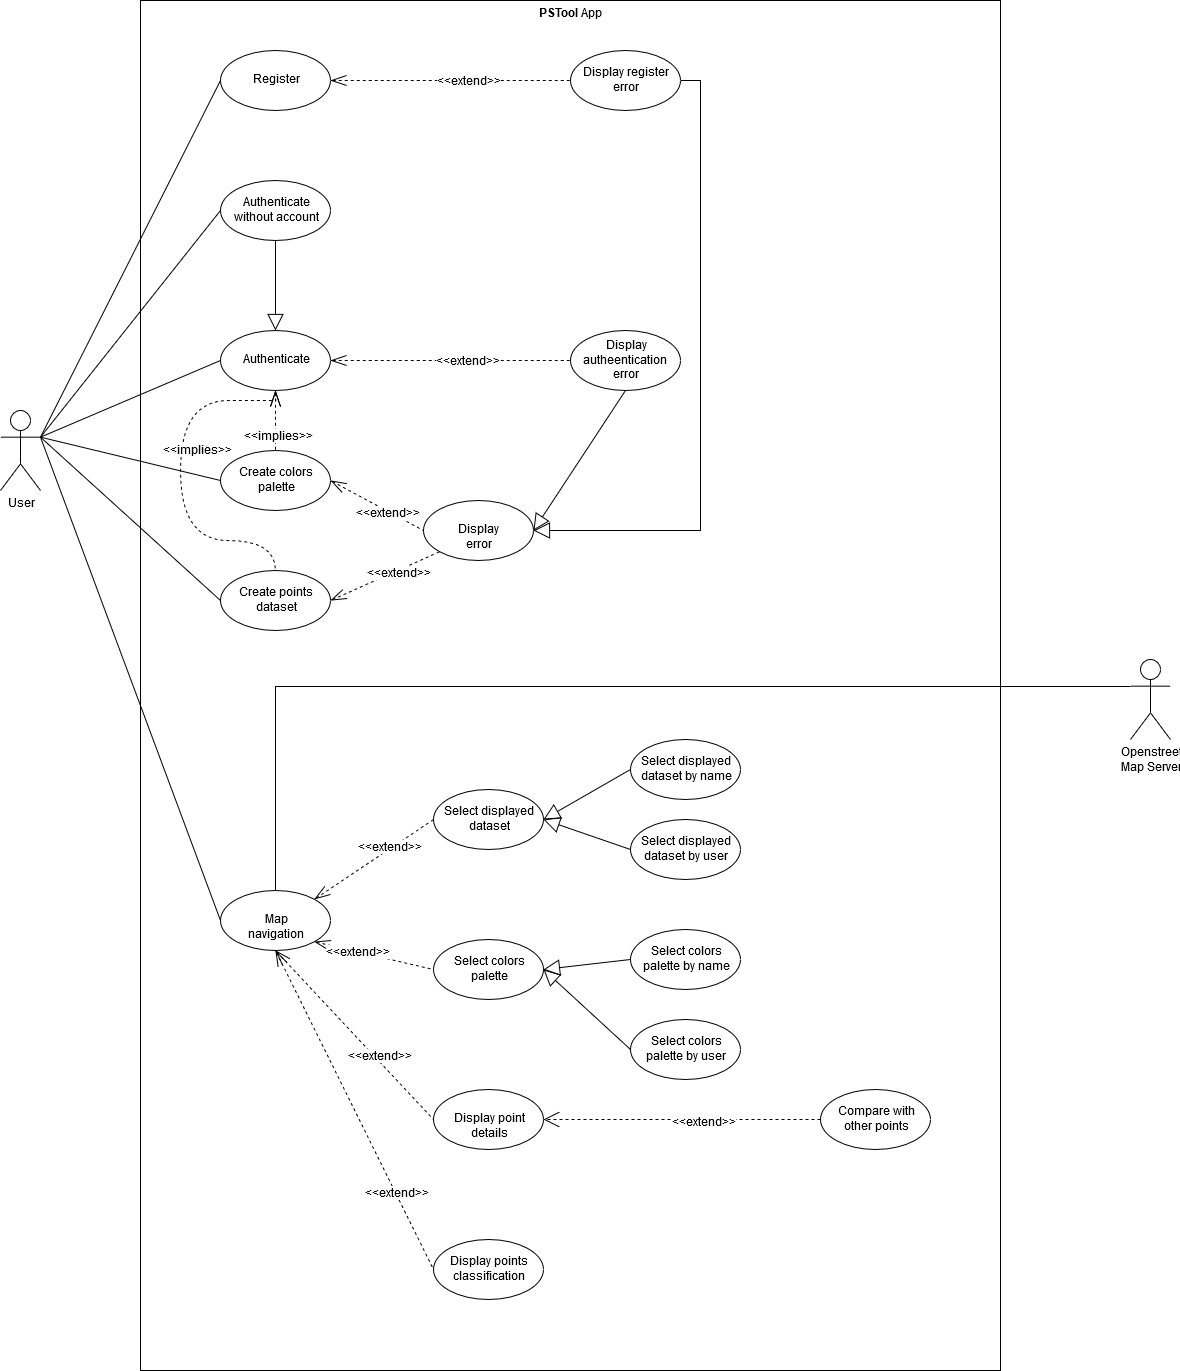 PSTool App
Register
<<extend>>
Display register
error
Authenticate
without account
Authenticate
<<extend>>
Display
autheentication
error
<<implies>>
<<implies>>
Create colors
palette
User
<<extend>>
Display
error
<<extend>>
Create points
dataset
Openstreet
Map Server
Select displayed
dataset by name
Select displayed
dataset
Select displayed
dataset by user
<<extend>>
Map
navigation
<<extend>>
Select colors
palette
Select colors
palette by name
Select colors
palette by user
<<extend>>
Display point
details
<<extend>>
Compare with
other points
<<extend>>
Display points
classification